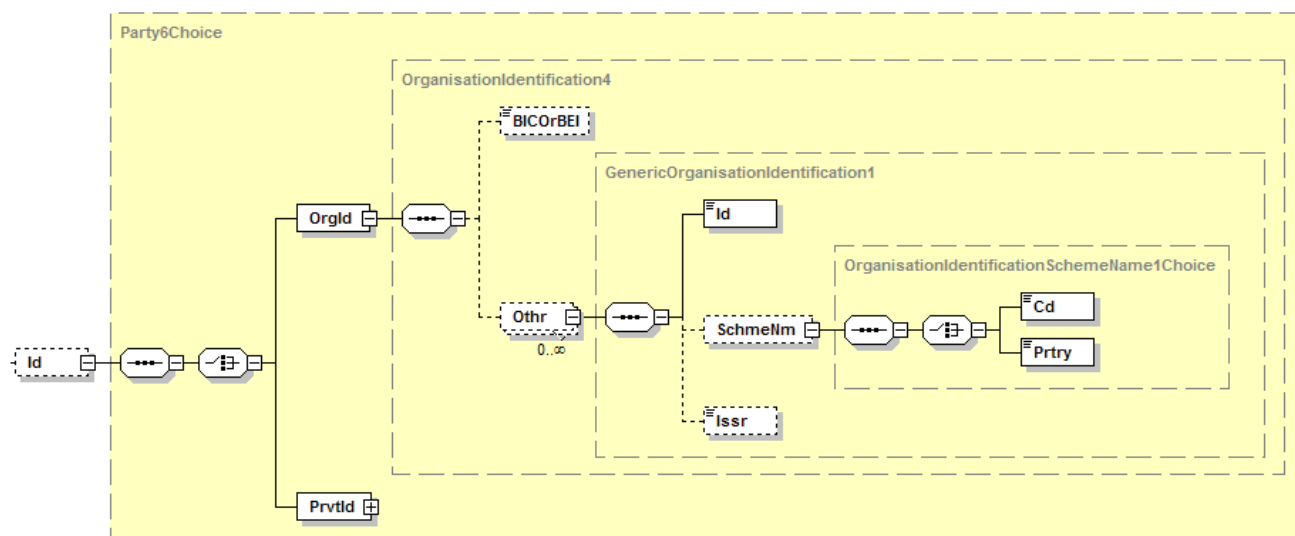 Party6Choice
OrganisationIdentification4
BICOrBEI
GenericOrganisationIdentification1
Id
OrgId
OrganisationIdentificationSchemeName1Choice
Cd
Othr
SchmeNm
0..∞
Prtry
Id
Issr
PrvtId